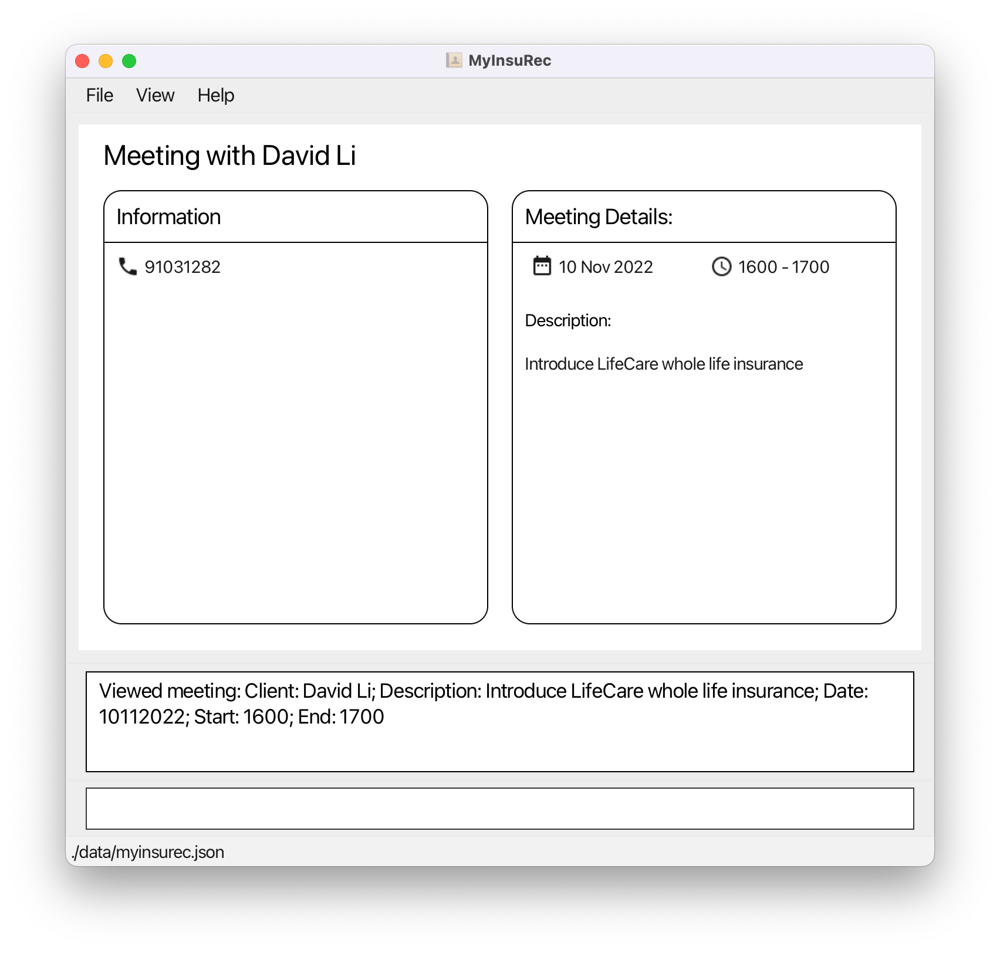 MyInsuRec
File View Help
Meeting with David Li
Information
91031282
Meeting Details:
10 Nov 2022 1600 - 1700
Description:
Introduce LifeCare whole life insurance
Viewed meeting: Client: David Li; Description: Introduce LifeCare whole life insurance; Date:
10112022; Start: 1600; End: 1700
./data/myinsurec.json